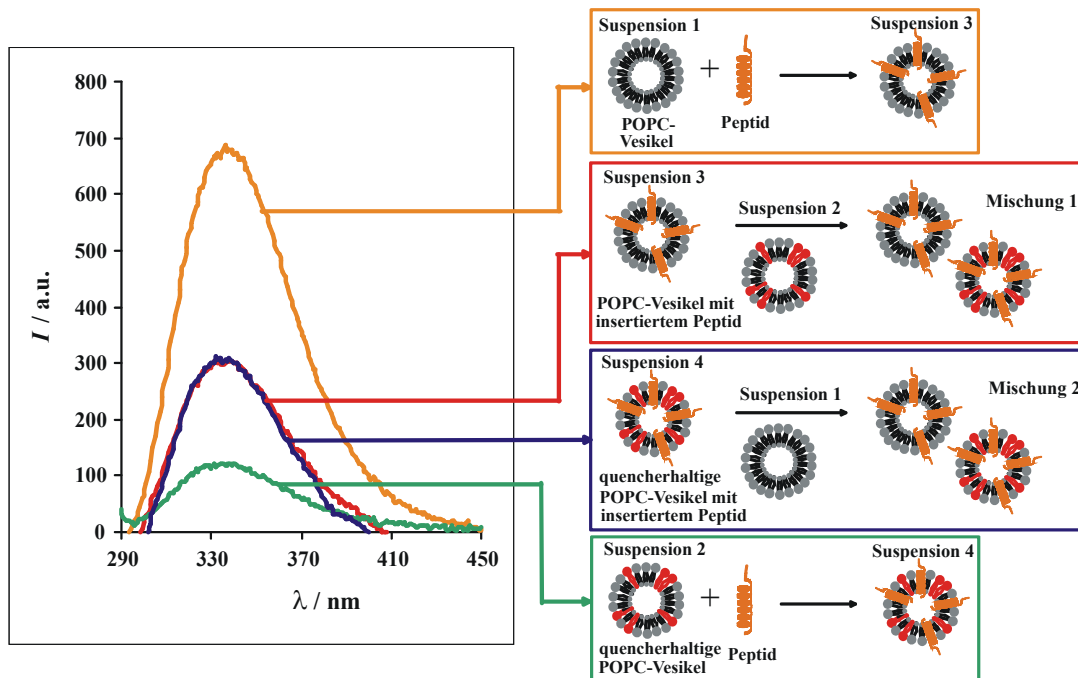 800
700
600
500
400
300
200
100
0
290
330
370
410
450
I / a.u.
λ / nm
Suspension 1
Suspension 3
+
POPC-
Vesikel
Peptid
Suspension 3
Suspension 2
Mischung 1
POPC-Vesikel mit
insertiertem Peptid
Suspension 4
Suspension 1
Mischung 2
quencherhaltige
POPC-Vesikel mit
insertiertem Peptid
Suspension 2
Suspension 4
+
quencherhaltige
POPC-Vesikel
Peptid